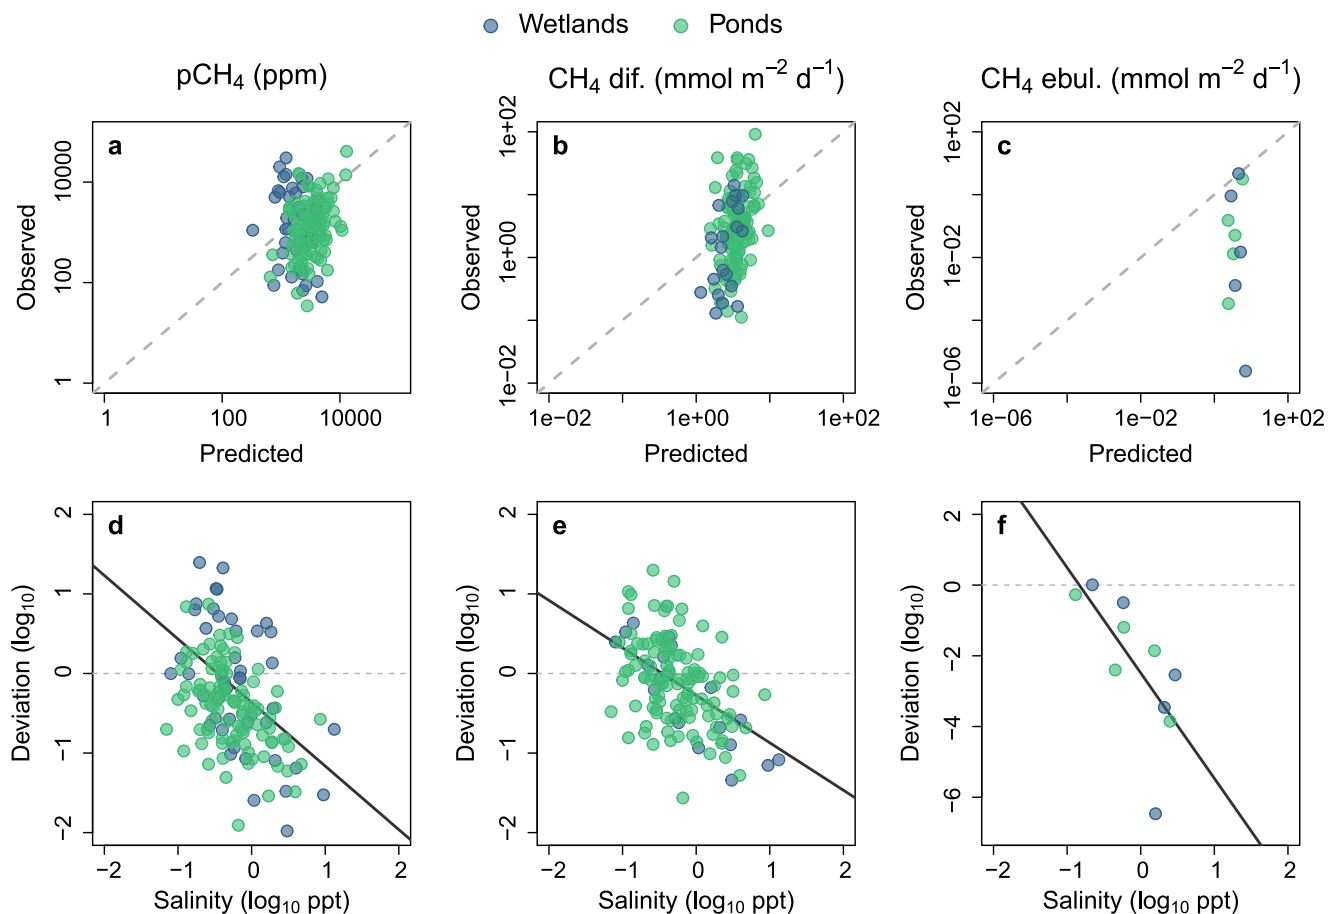 Wetlands Ponds
pCH₄ (ppm)
a
1 100 10000
1 100 10000
Observed
Predicted
CH₄ dif. (mmol m⁻² d⁻¹)
b
1e−02 1e+00 1e+02
1e−02 1e+00 1e+02
Observed
Predicted
CH₄ ebul. (mmol m⁻² d⁻¹)
c
1e−06 1e−02 1e+02
1e−06 1e−02 1e+02
Observed
Predicted
d
−2 −1 0 1 2
−2 −1 0 1 2
Deviation (log₁₀)
Salinity (log₁₀ ppt)
e
−2 −1 0 1 2
−2 −1 0 1 2
Deviation (log₁₀)
Salinity (log₁₀ ppt)
f
−6 −4 −2 0 2
−2 −1 0 1 2
Deviation (log₁₀)
Salinity (log₁₀ ppt)